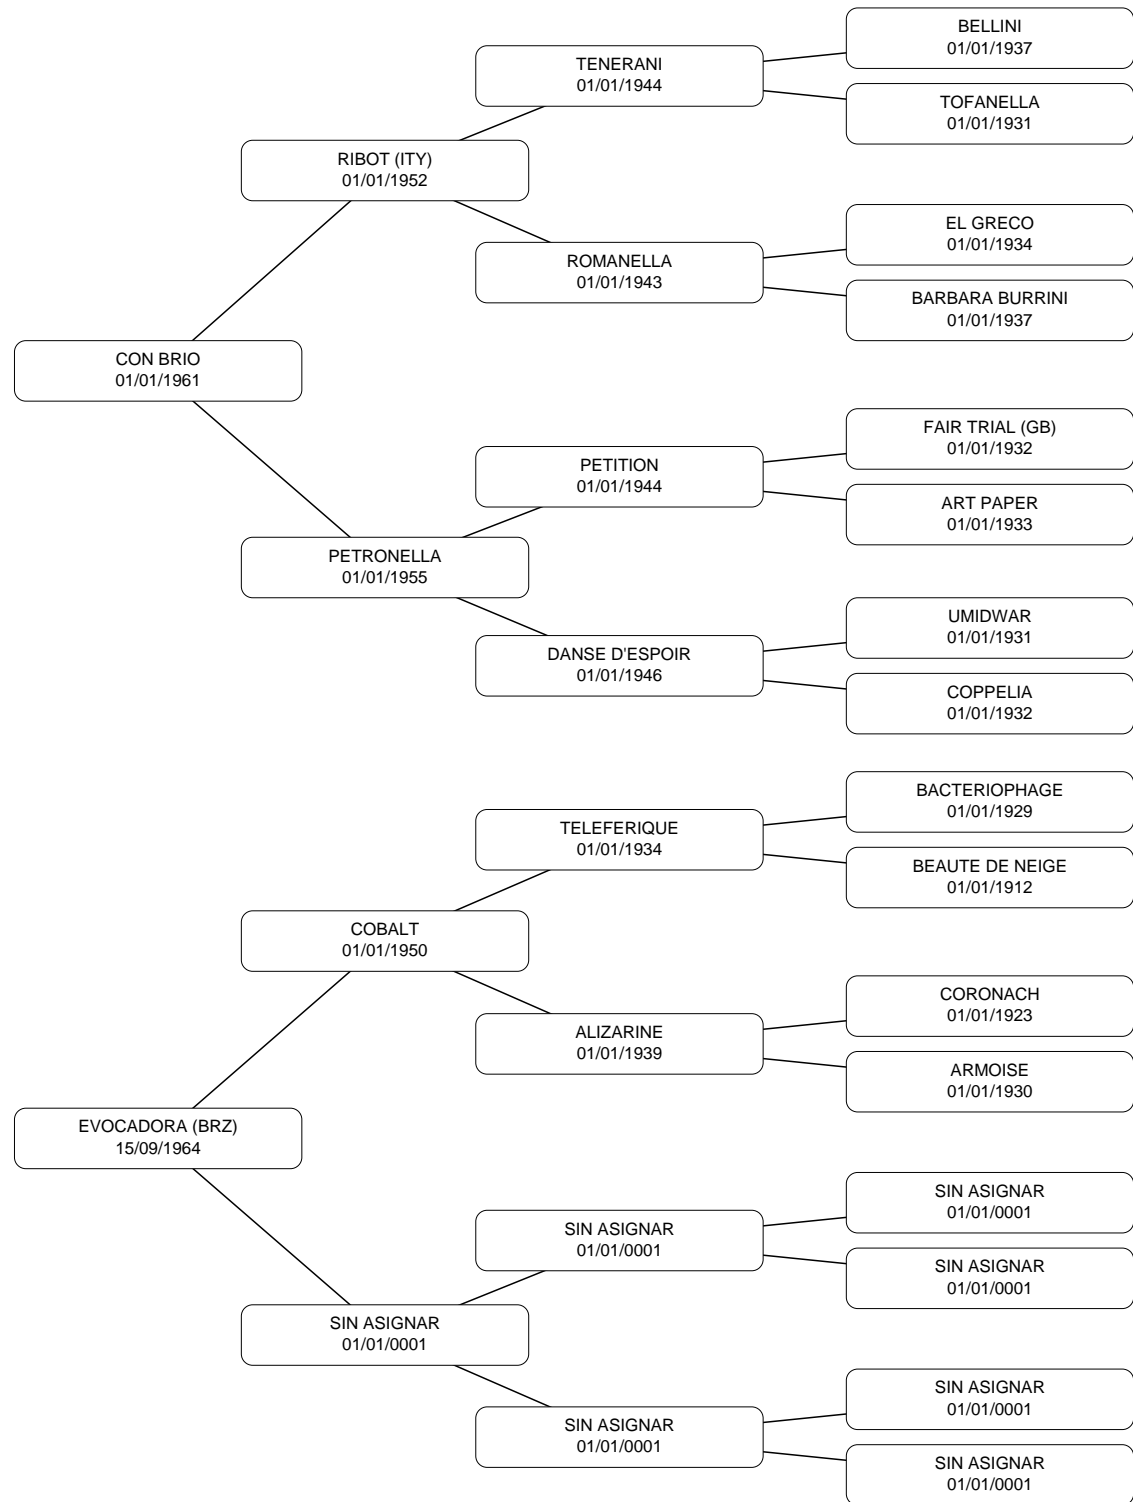 BELLINI
01/01/1937
TENERANI
01/01/1944
TOFANELLA
01/01/1931
RIBOT (ITY)
01/01/1952
EL GRECO
01/01/1934
ROMANELLA
01/01/1943
BARBARA BURRINI
01/01/1937
CON BRIO
01/01/1961
FAIR TRIAL (GB)
01/01/1932
PETITION
01/01/1944
ART PAPER
01/01/1933
PETRONELLA
01/01/1955
UMIDWAR
01/01/1931
DANSE D'ESPOIR
01/01/1946
COPPELIA
01/01/1932
BACTERIOPHAGE
01/01/1929
TELEFERIQUE
01/01/1934
BEAUTE DE NEIGE
01/01/1912
COBALT
01/01/1950
CORONACH
01/01/1923
ALIZARINE
01/01/1939
ARMOISE
01/01/1930
EVOCADORA (BRZ)
15/09/1964
SIN ASIGNAR
01/01/0001
SIN ASIGNAR
01/01/0001
SIN ASIGNAR
01/01/0001
SIN ASIGNAR
01/01/0001
SIN ASIGNAR
01/01/0001
SIN ASIGNAR
01/01/0001
SIN ASIGNAR
01/01/0001